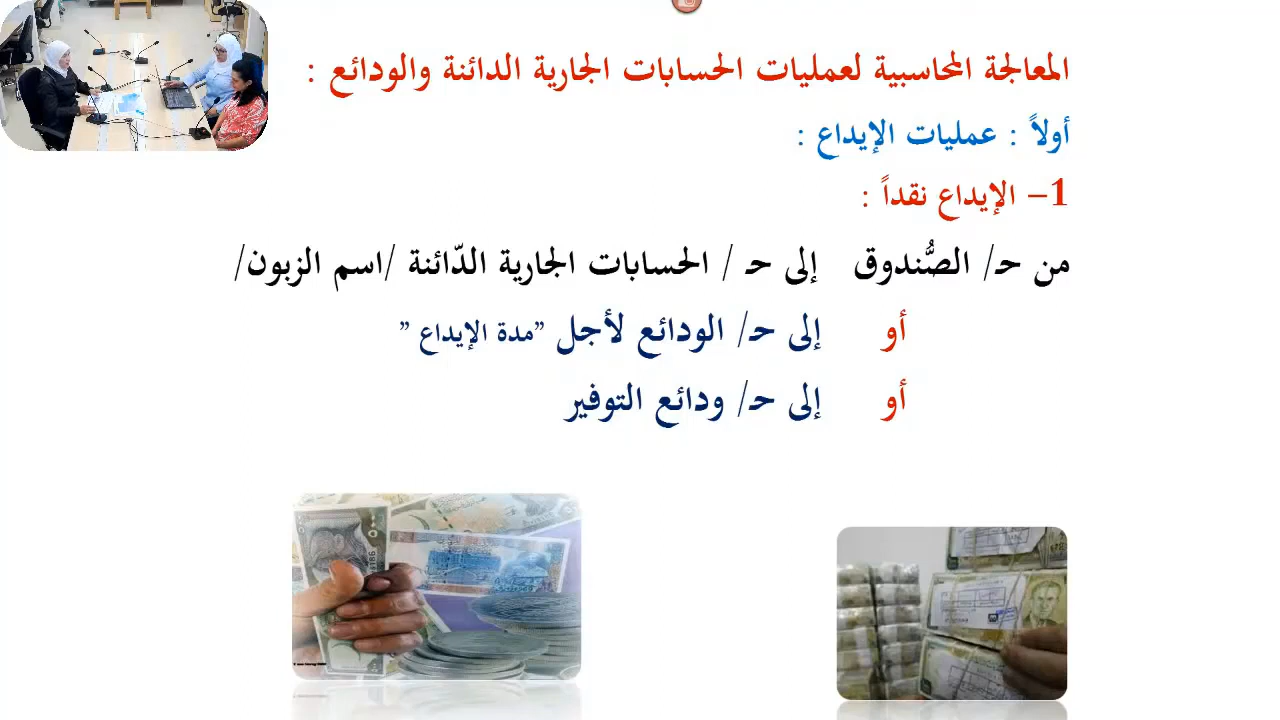 المعالجة المحاسبية لعمليات الحسابات الجارية الدائنة والودائع :
أولاً : عمليات الإيداع :
1– الإيداع نقداً :
من حـ/ الصُّندوق إلى حـ / الحسابات الجارية الدّائنة /اسم الزبون/
أو إلى حـ/ الودائع لأجل ”مدة الإيداع ”
أو إلى حـ/ ودائع التوفير